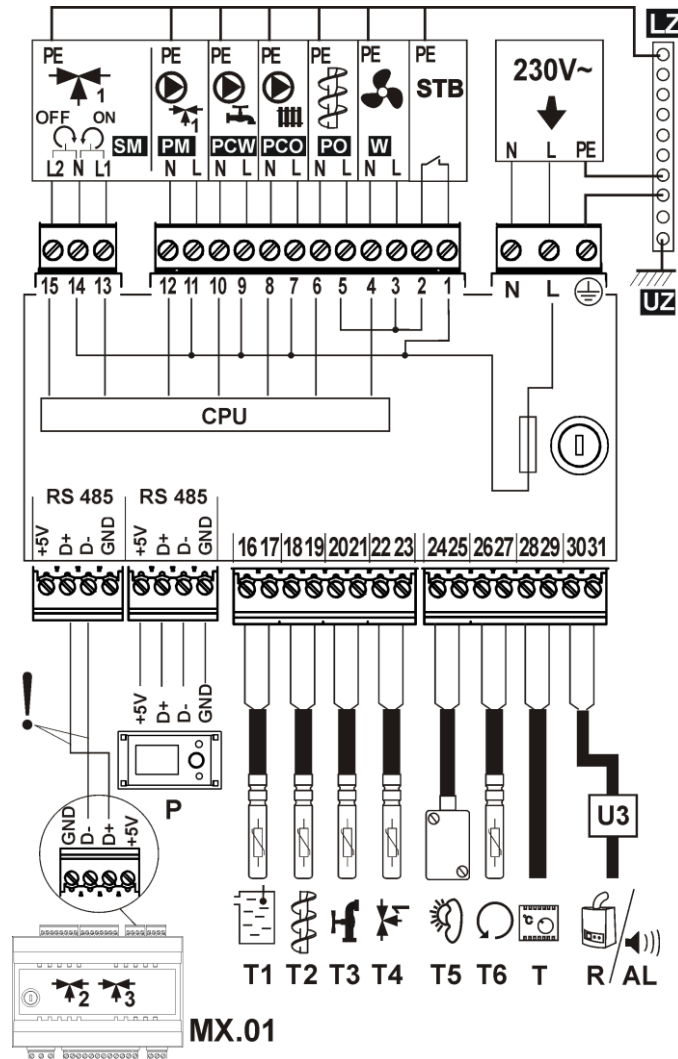 LZ
PE PE PE PE PE PE PE
1 1 STB 230V~
OFF ON
SM PM PCW PCO PO W N L PE
L2 N L1 N L N L N L N L N L
15 14 13 12 11 10 9 8 7 6 5 4 3 2 1 N L
UZ
CPU
RS 485 RS 485
+5V D+ D- GND +5V D+ D- GND 16 17 18 19 20 21 22 23 24 25 26 27 28 29 30 31
!
+5V D+ D- GND
P
U3
GND D- D+ +5V
°C
1
T1 T2 T3 T4 T5 T6 T R / AL
2 3
MX.01